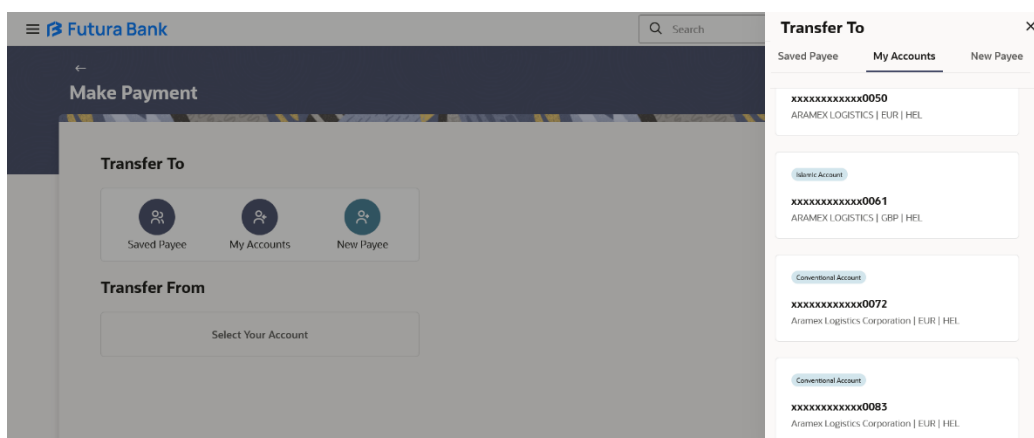 Futura Bank
Search
Make Payment
Transfer To
Saved Payee
My Accounts
New Payee
Transfer From
Select Your Account
Transfer To
Saved Payee
My Accounts
New Payee
xxxxxxxxxxxx0050
ARAMEX LOGISTICS | EUR | HEL
Islamic Account
xxxxxxxxxxxx0061
ARAMEX LOGISTICS | GBP | HEL
Conventional Account
xxxxxxxxxxxx0072
Aramex Logistics Corporation | EUR | HEL
Conventional Account
xxxxxxxxxxxx0083
Aramex Logistics Corporation | EUR | HEL